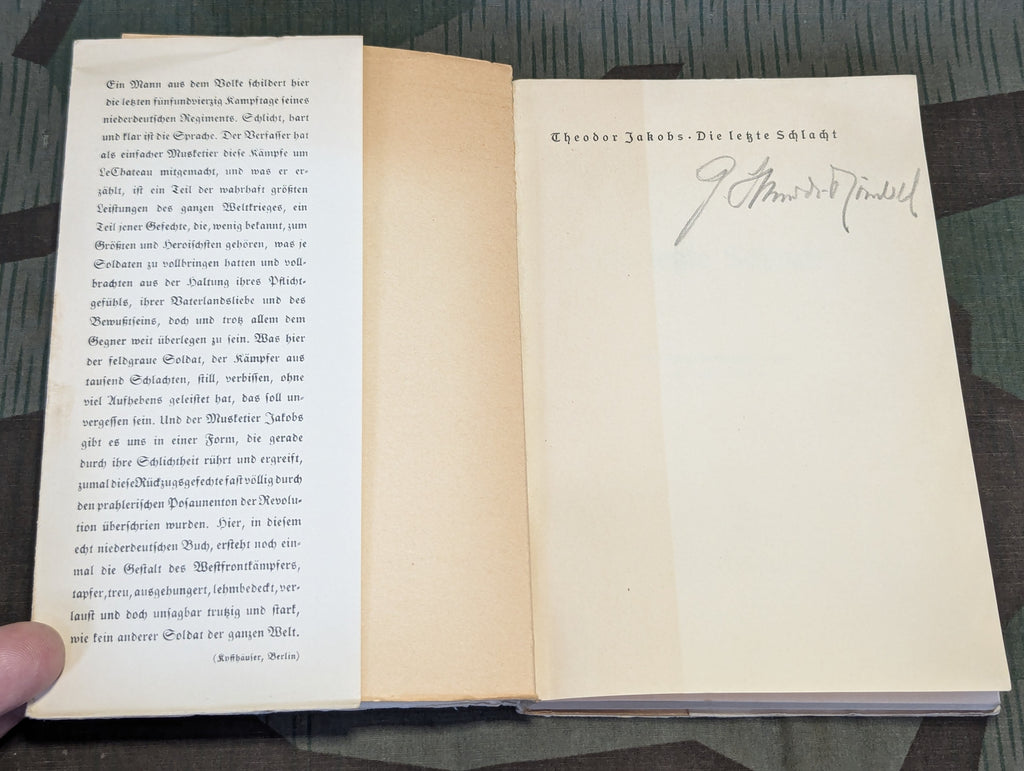 Ein Mann aus dem Volke schildert hier
die letzten fünfundvierzig Kampftage seines
niederdeutschen Regiments. Schlicht, hart
und klar ist die Sprache. Der Verfasser hat
als einfacher Musketier diese Kämpfe um
LeChateau mitgemacht, und was er er-
zählt, ist ein Teil der wahrhaft größten
Leistungen des ganzen Weltkrieges, ein
Teil jener Gefechte, die, wenig bekannt, zum
Größten und Heroischsten gehören, was je
Soldaten zu vollbringen hatten und voll-
brachten aus der Haltung ihres Pflicht-
gefühls, ihrer Vaterlandsliebe und des
Bewußtseins, doch und trotz allem dem
Gegner weit überlegen zu sein. Was hier
der feldgraue Soldat, der Kämpfer aus
tausend Schlachten, still, verbissen, ohne
viel Aufhebens geleistet hat, das soll un-
vergessen sein. Und der Musketier Jakobs
gibt es uns in einer Form, die gerade
durch ihre Schlichtheit rührt und ergreift,
zumal diese Rückzugsgefechte fast völlig durch
den prahlerischen Posaunenton der Revolu-
tion überschrien wurden. Hier, in diesem
echt niederdeutschen Buch, ersteht noch ein-
mal die Gestalt des Westfrontkämpfers,
tapfer, treu, ausgehungert, lehmbedeckt, ver-
laust und doch unsagbar trutzig und stark,
wie kein anderer Soldat der ganzen Welt.
(Kyffhäuser, Berlin)
Theodor Jakobs · Die letzte Schlacht